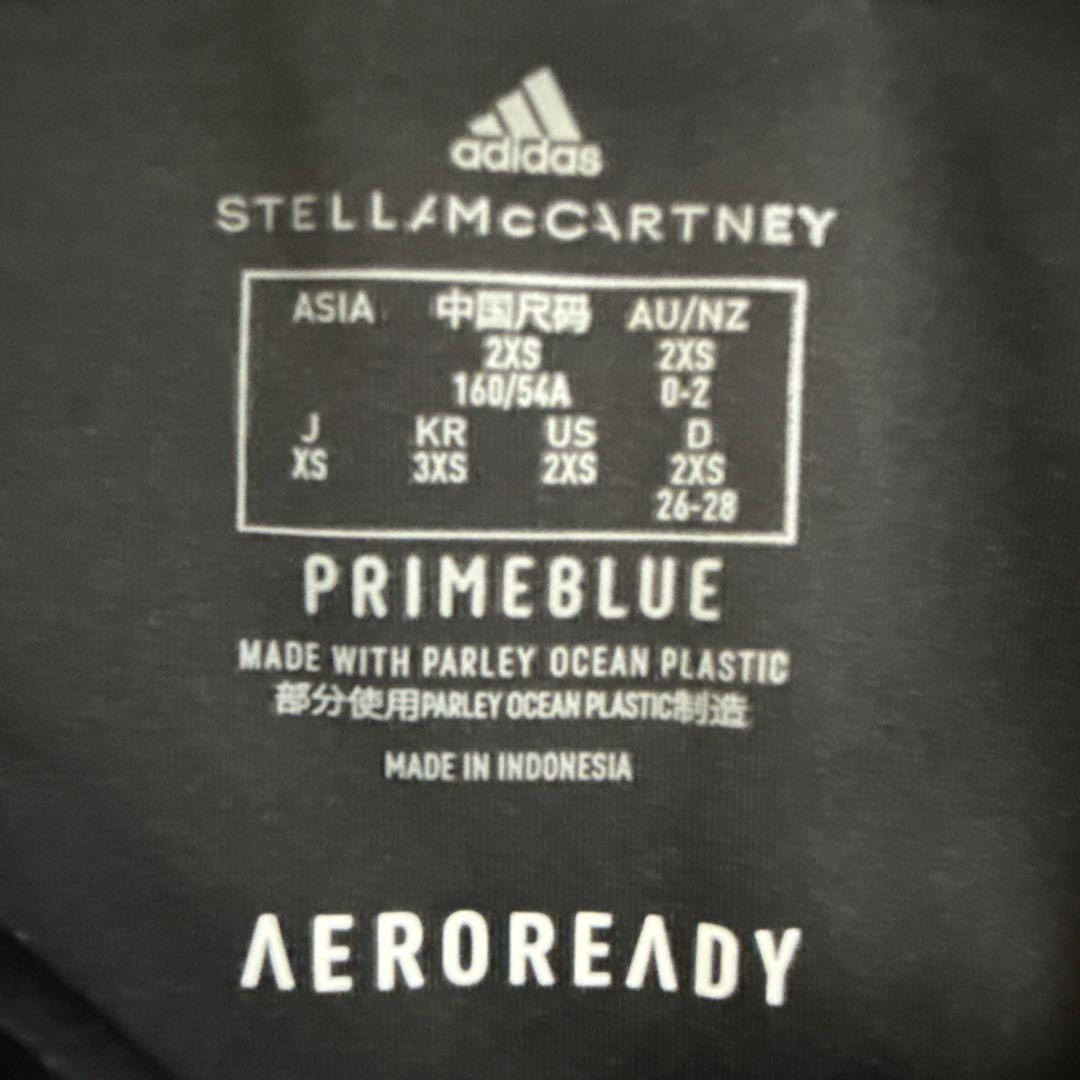 adidas
STELLAMcCARTNEY
ASIA 中国尺码 AU/NZ
2XS 2XS
160/54A 0-2
J KR US D
XS 3XS 2XS 2XS
26-28
PRIMEBLUE
MADE WITH PARLEY OCEAN PLASTIC
部分使用PARLEY OCEAN PLASTIC制造
MADE IN INDONESIA
AEROREADY